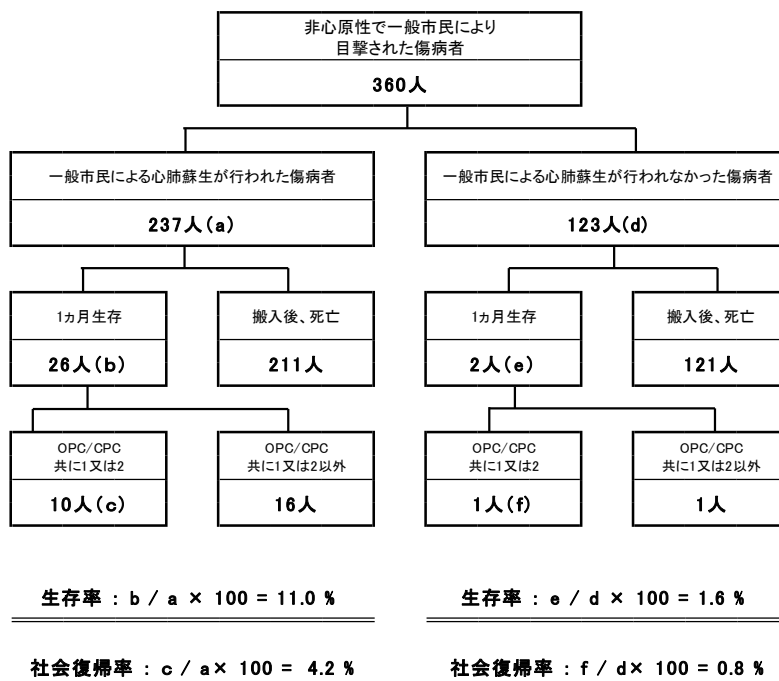 非心原性で一般市民により
目撃された傷病者
360人
一般市民による心肺蘇生が行われた傷病者
237人(a)
一般市民による心肺蘇生が行われなかった傷病者
123人(d)
1ヵ月生存
26人(b)
搬入後、死亡
211人
1ヵ月生存
2人(e)
搬入後、死亡
121人
OPC/CPC
共に1又は2
10人(c)
OPC/CPC
共に1又は2以外
16人
OPC/CPC
共に1又は2
1人(f)
OPC/CPC
共に1又は2以外
1人
生存率 : b / a × 100 = 11.0 %
生存率 : e / d × 100 = 1.6 %
社会復帰率 : c / a× 100 = 4.2 %
社会復帰率 : f / d× 100 = 0.8 %